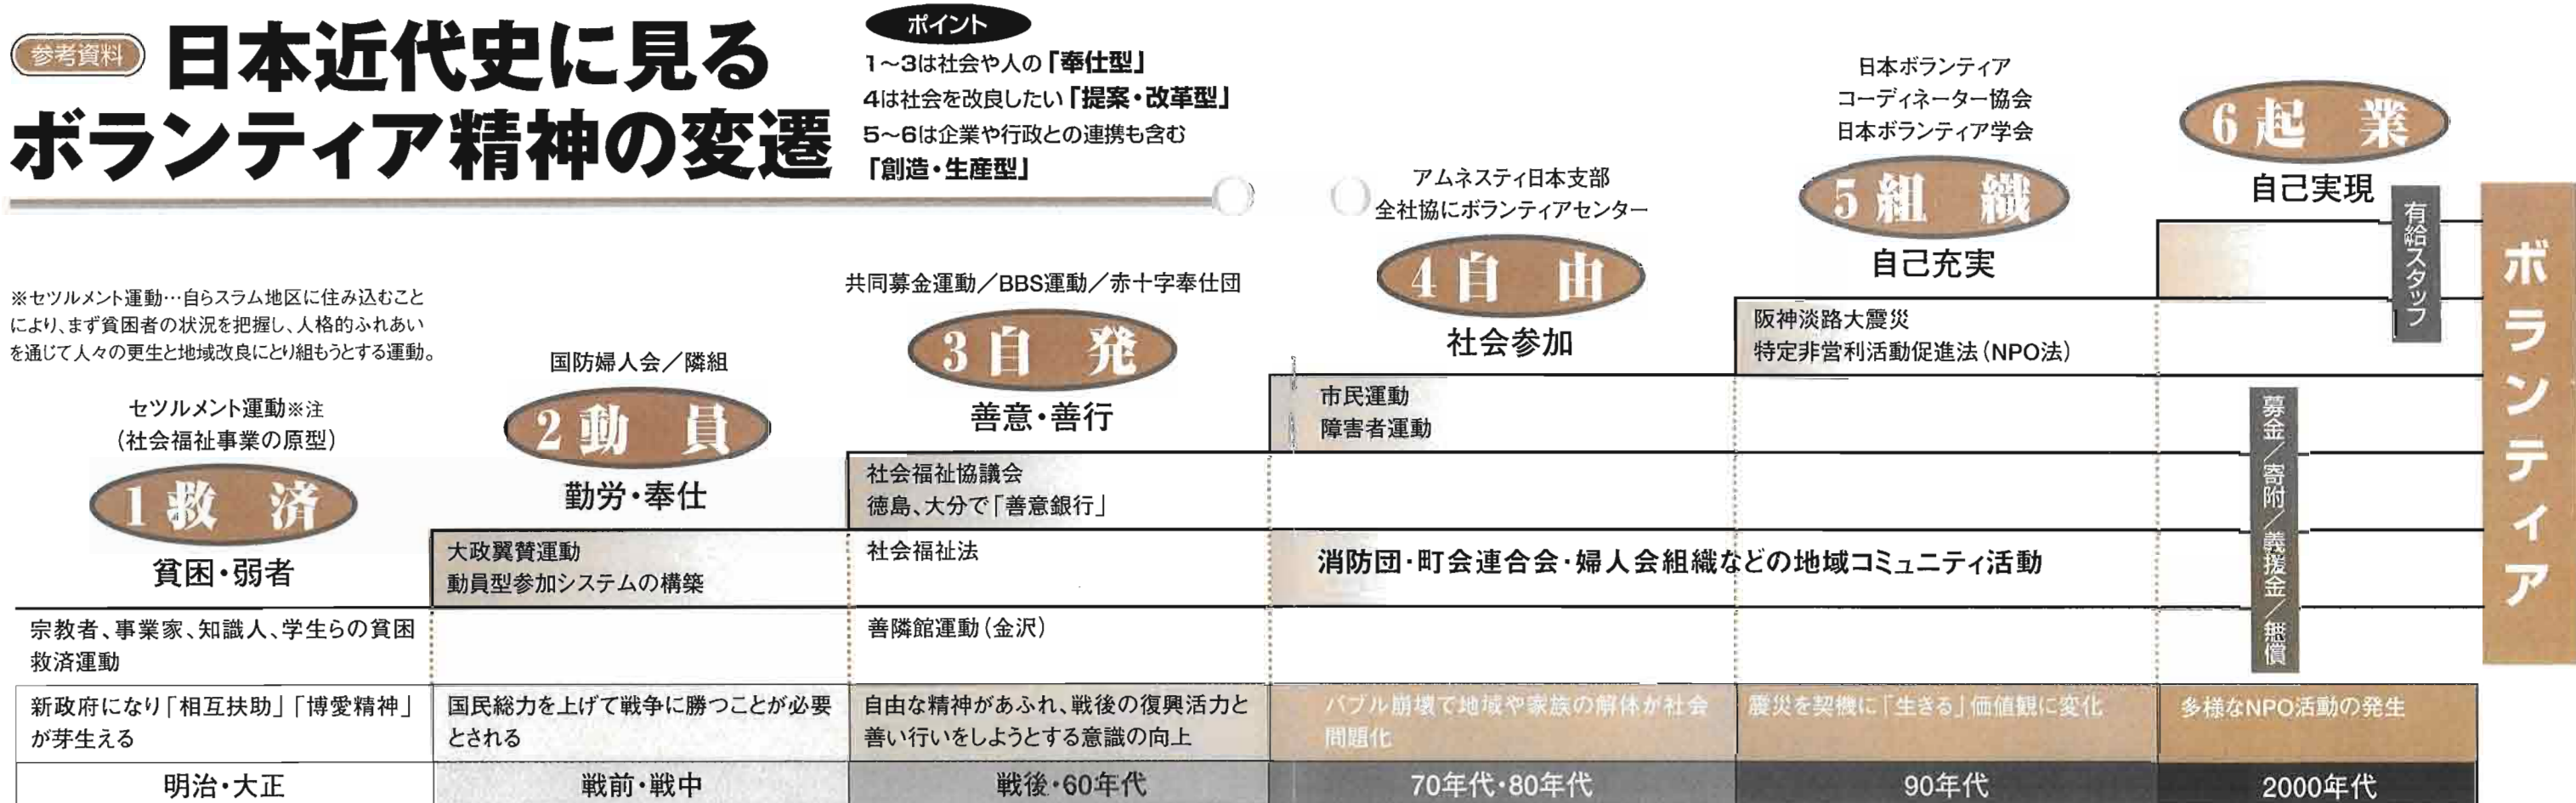 参考資料
日本近代史に見る
ボランティア精神の変遷
ポイント
1～3は社会や人の「奉仕型」
4は社会を改良したい「提案・改革型」
5～6は企業や行政との連携も含む
「創造・生産型」
※セツルメント運動…自らスラム地区に住み込むこと
により、まず貧困者の状況を把握し、人格的ふれあい
を通じて人々の更生と地域改良にとり組もうとする運動。
セツルメント運動※注
（社会福祉事業の原型）
1 救 済
貧困・弱者
宗教者、事業家、知識人、学生らの貧困
救済運動
新政府になり「相互扶助」「博愛精神」
が芽生える
明治・大正
国防婦人会／隣組
2 動 員
勤労・奉仕
大政翼賛運動
動員型参加システムの構築
国民総力を上げて戦争に勝つことが必要
とされる
戦前・戦中
共同募金運動／BBS運動／赤十字奉仕団
3 自 発
善意・善行
社会福祉協議会
徳島、大分で「善意銀行」
社会福祉法
善隣館運動（金沢）
自由な精神があふれ、戦後の復興活力と
善い行いをしようとする意識の向上
戦後・60年代
アムネスティ日本支部
全社協にボランティアセンター
4 自 由
社会参加
市民運動
障害者運動
消防団・町会連合会・婦人会組織などの地域コミュニティ活動
バブル崩壊で地域や家族の解体が社会
問題化
70年代・80年代
日本ボランティア
コーディネーター協会
日本ボランティア学会
5 組 織
自己充実
阪神淡路大震災
特定非営利活動促進法（NPO法）
震災を契機に「生きる」価値観に変化
90年代
6 起 業
自己実現
有給スタッフ
募金／寄附／義援金／無償
多様なNPO活動の発生
2000年代
ボランティア